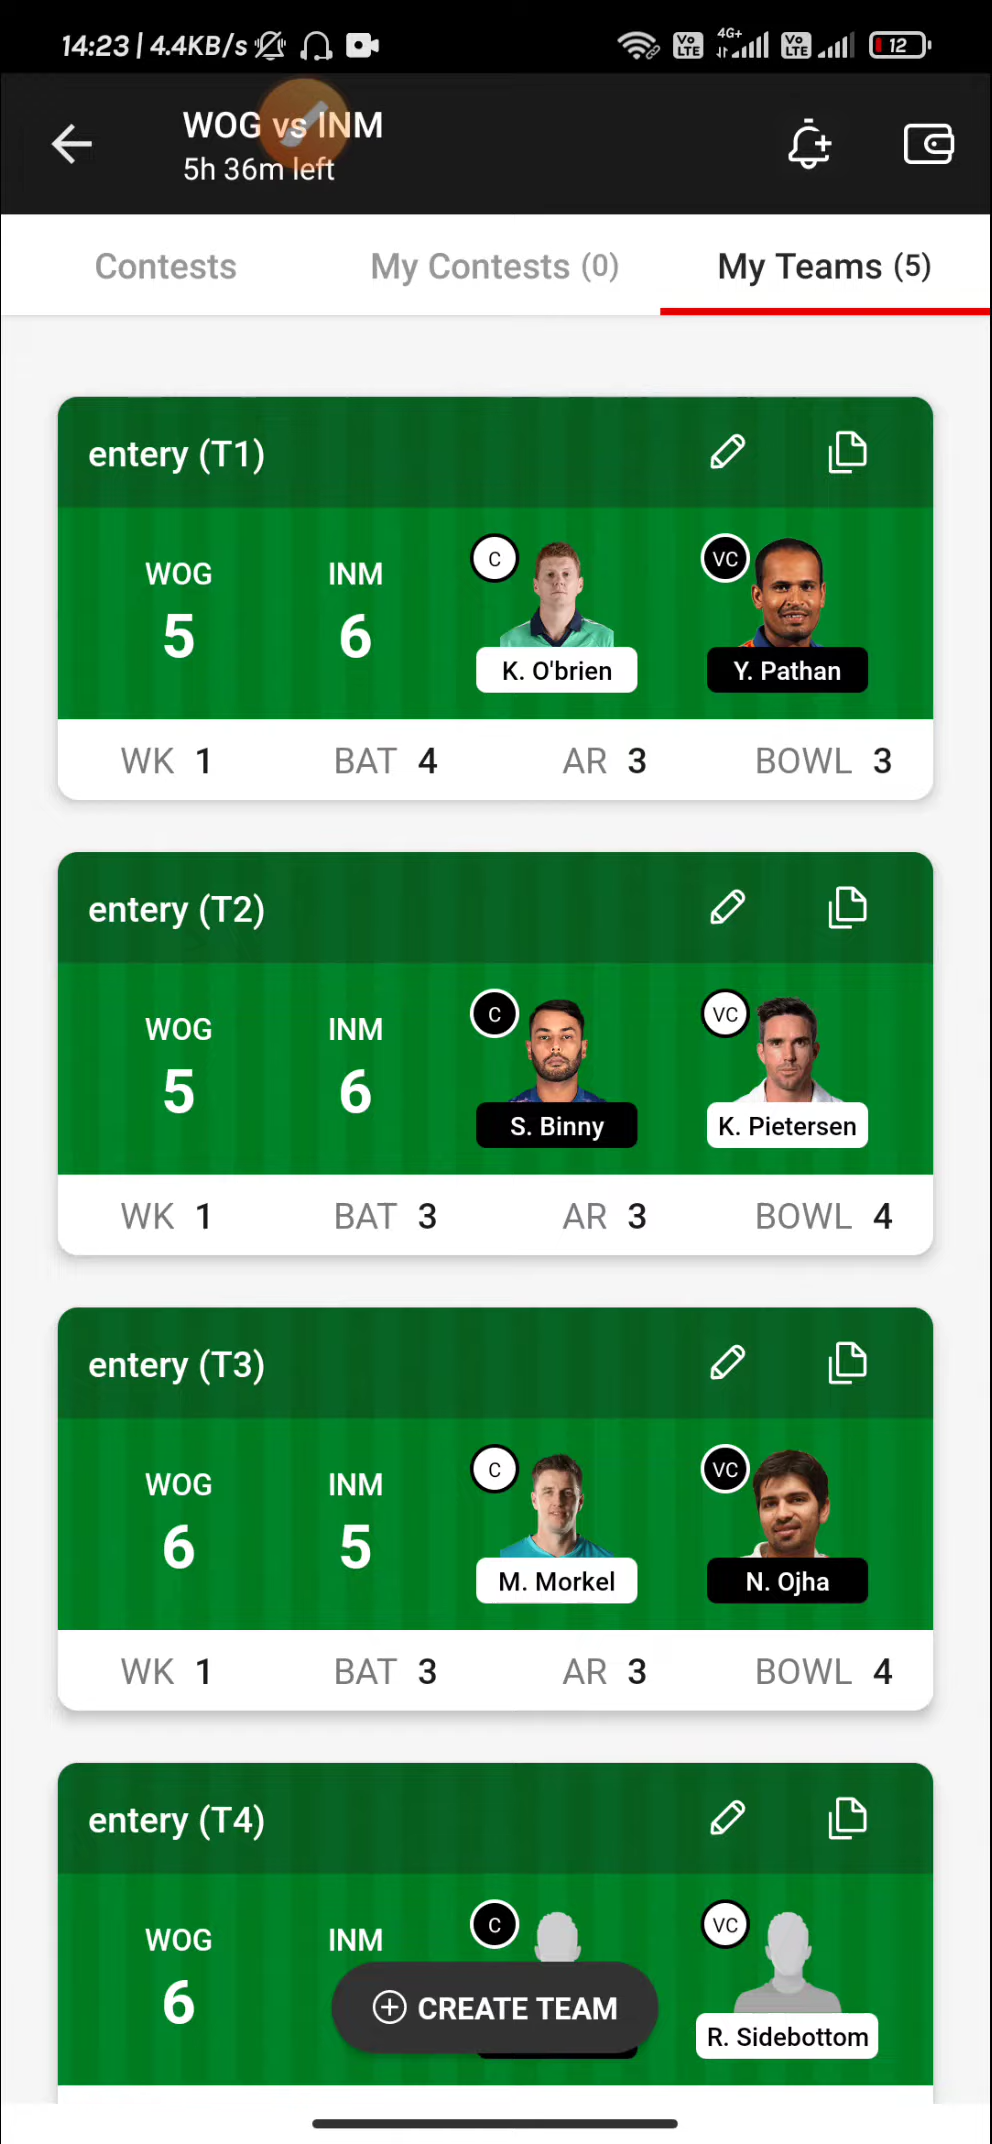 14:23 | 4.4KB/s Vo LTE 4G+ Vo LTE 12
WOG vs INM
5h 36m left
Contests My Contests (0) My Teams (5)
entery (T1)
WOG INM C VC
5 6
K. O'brien Y. Pathan
WK 1 BAT 4 AR 3 BOWL 3
entery (T2)
WOG INM C VC
5 6
S. Binny K. Pietersen
WK 1 BAT 3 AR 3 BOWL 4
entery (T3)
WOG INM C VC
6 5
M. Morkel N. Ojha
WK 1 BAT 3 AR 3 BOWL 4
entery (T4)
WOG INM C VC
6
CREATE TEAM
R. Sidebottom